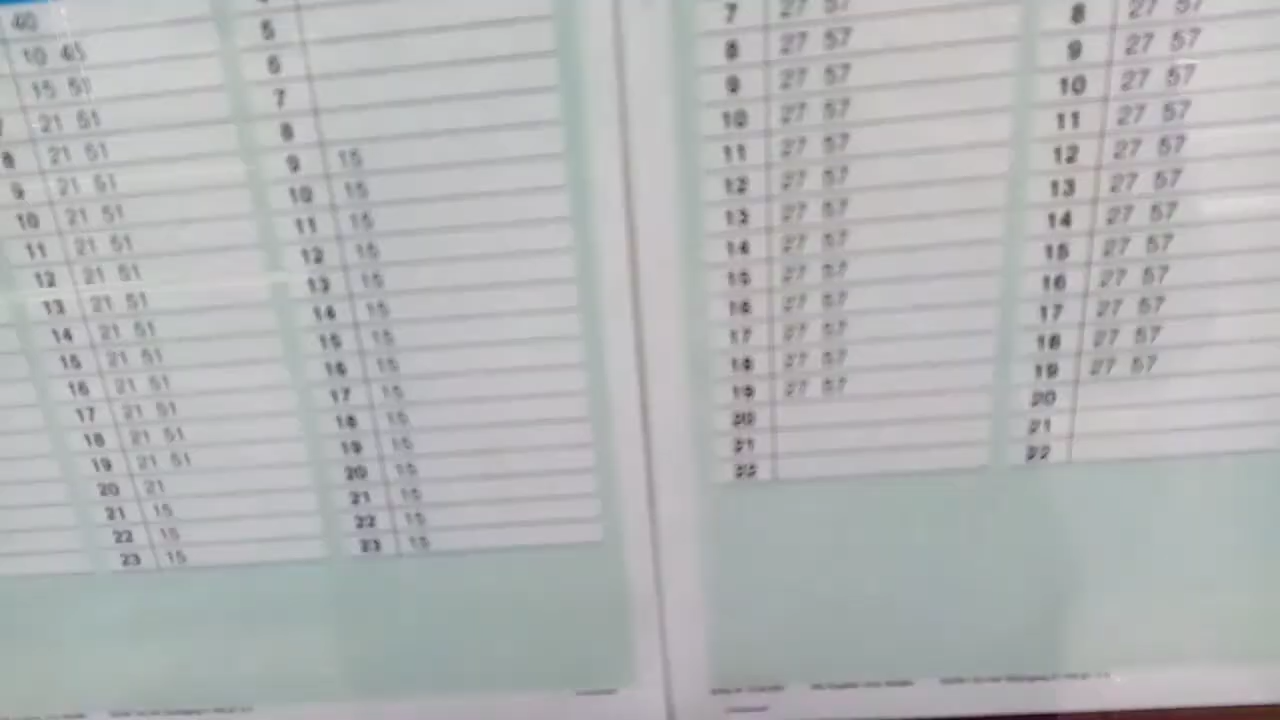 40
10 45
15 51
21 51
8 21 51
9 21 51
10 21 51
11 21 51
12 21 51
13 21 51
14 21 51
15 21 51
16 21 51
17 21 51
18 21 51
19 21 51
20 21
21 15
22 15
23 15
5
6
7
8
9 15
10 15
11 15
12 15
13 15
14 15
15 15
16 15
17 15
18 15
19 15
20 15
21 15
22 15
23 15
7 27 57
8 27 57
9 27 57
10 27 57
11 27 57
12 27 57
13 27 57
14 27 57
15 27 57
16 27 57
17 27 57
18 27 57
19 27 57
20
21
22
8 27 57
9 27 57
10 27 57
11 27 57
12 27 57
13 27 57
14 27 57
15 27 57
16 27 57
17 27 57
18 27 57
19 27 57
20
21
22